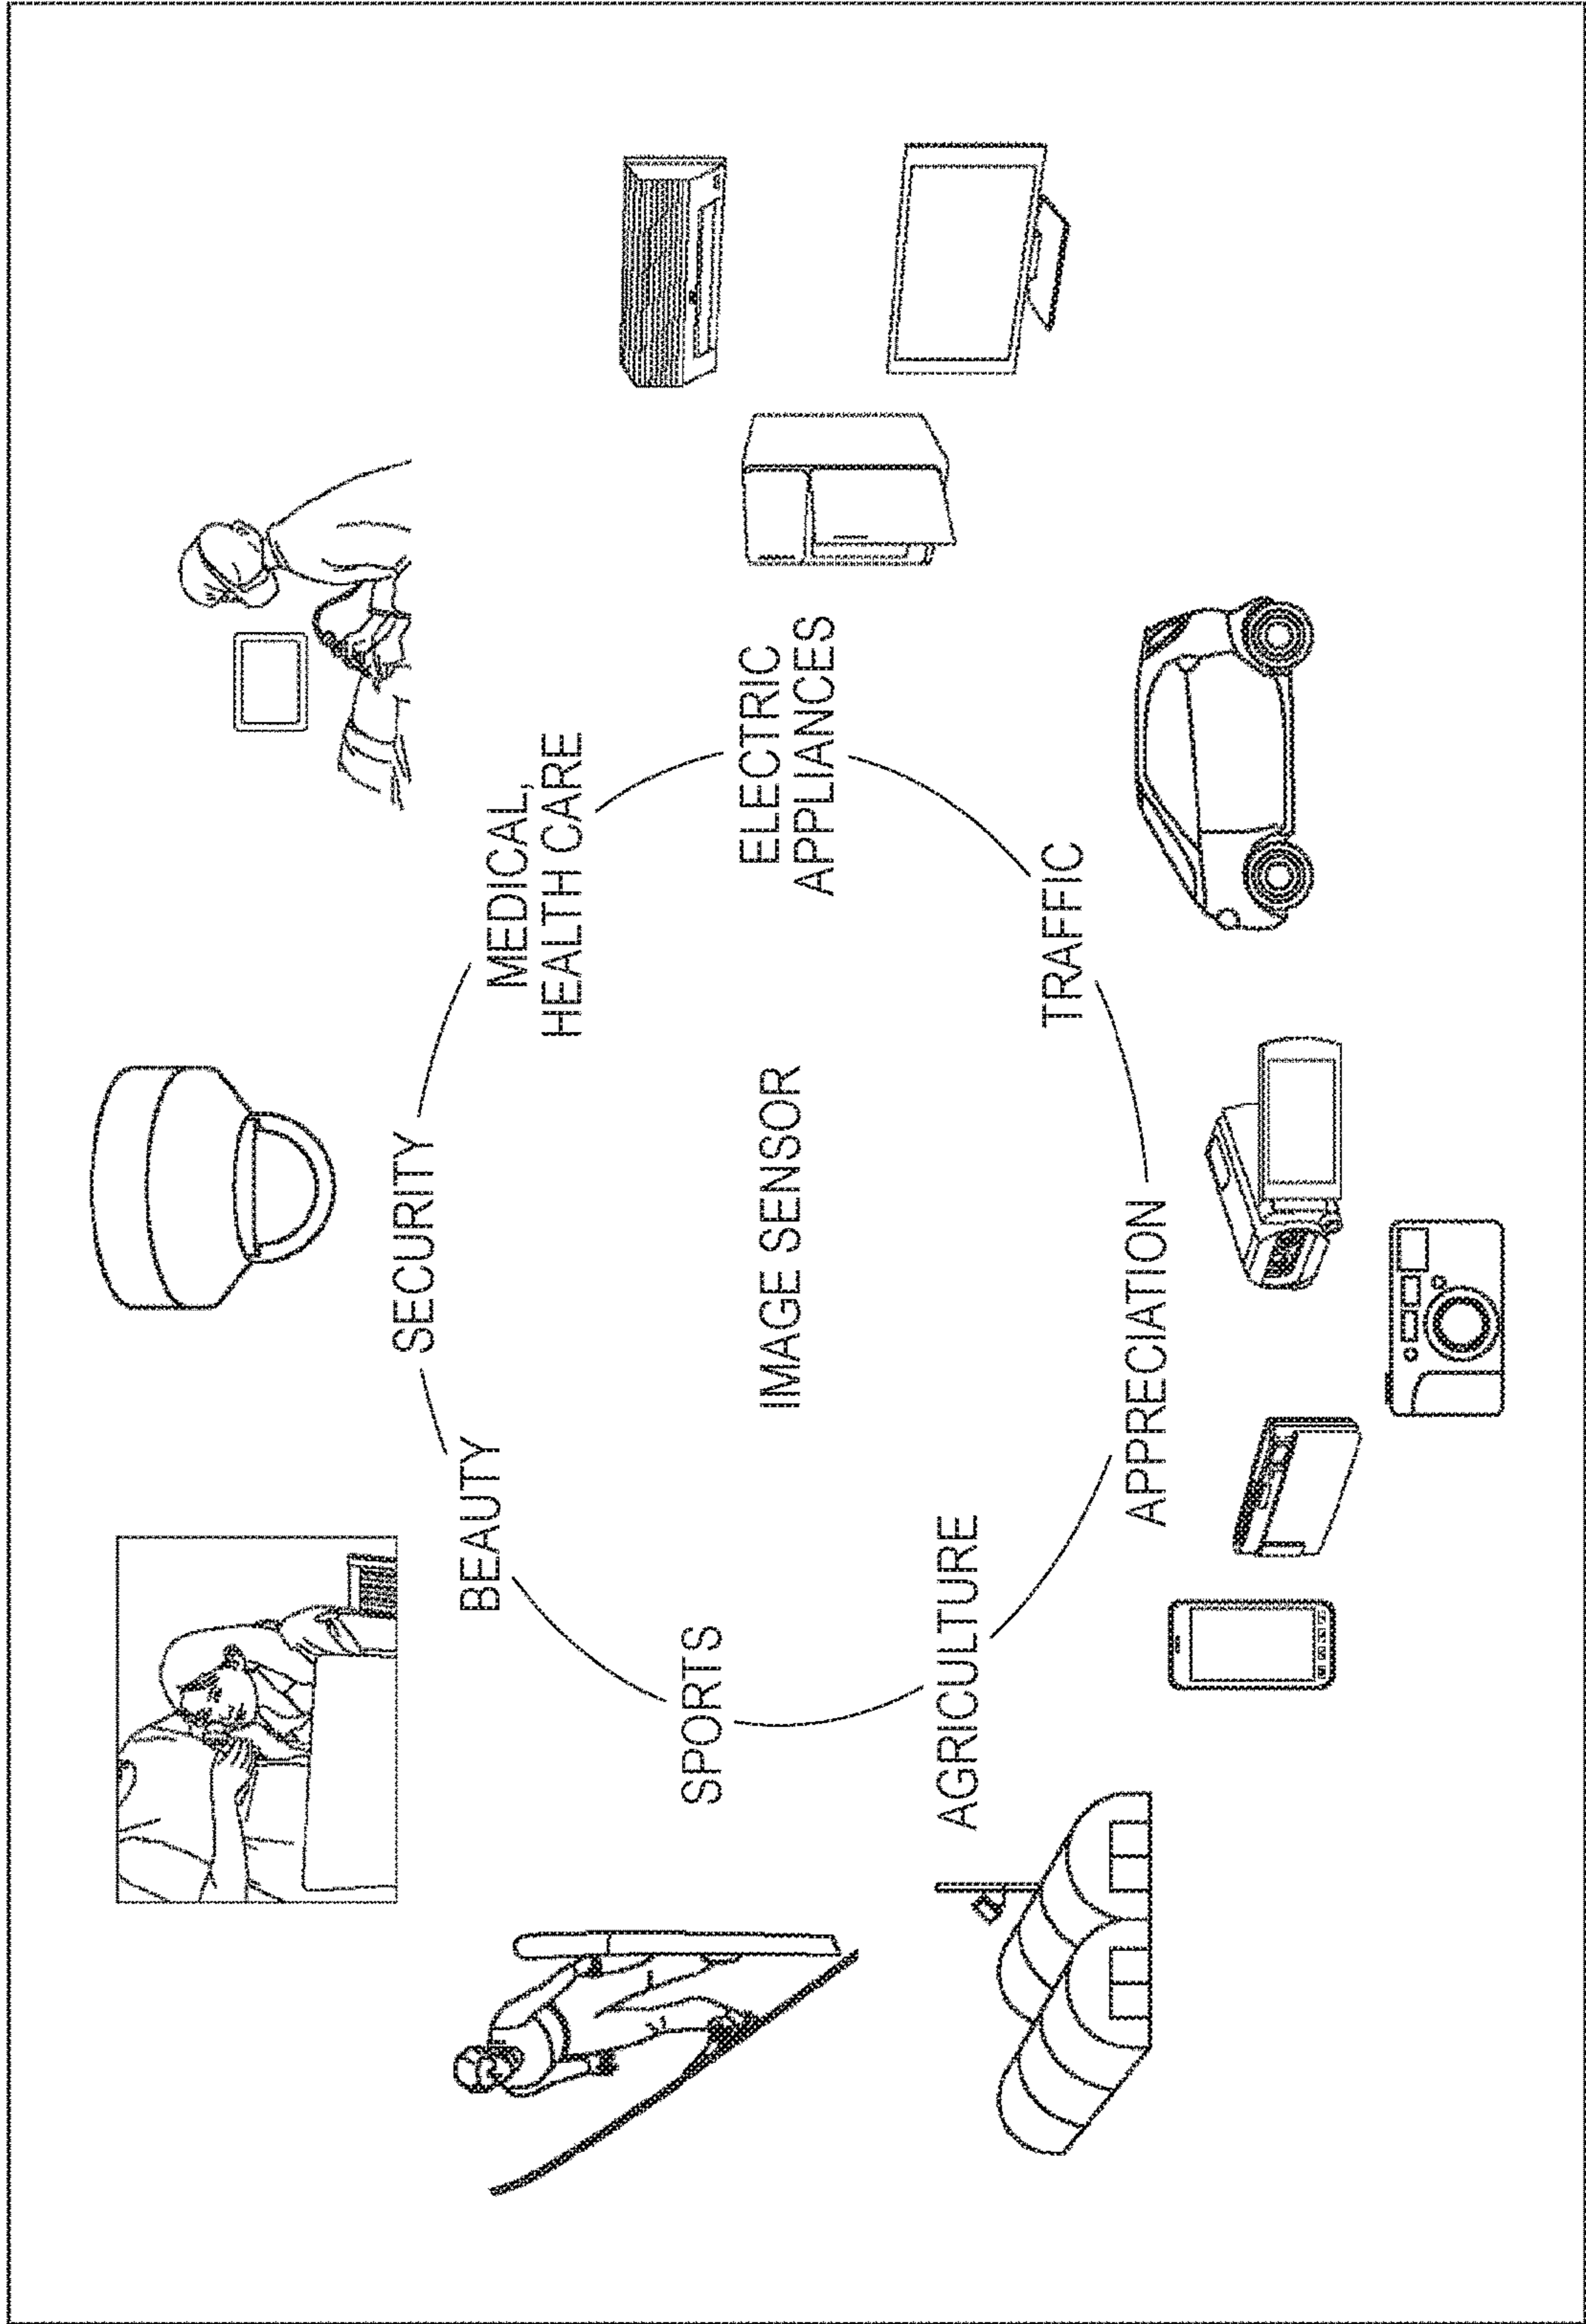 SECURITY
BEAUTY
MEDICAL,
HEALTH CARE
SPORTS
IMAGE SENSOR
ELECTRIC
APPLIANCES
AGRICULTURE
TRAFFIC
APPRECIATION